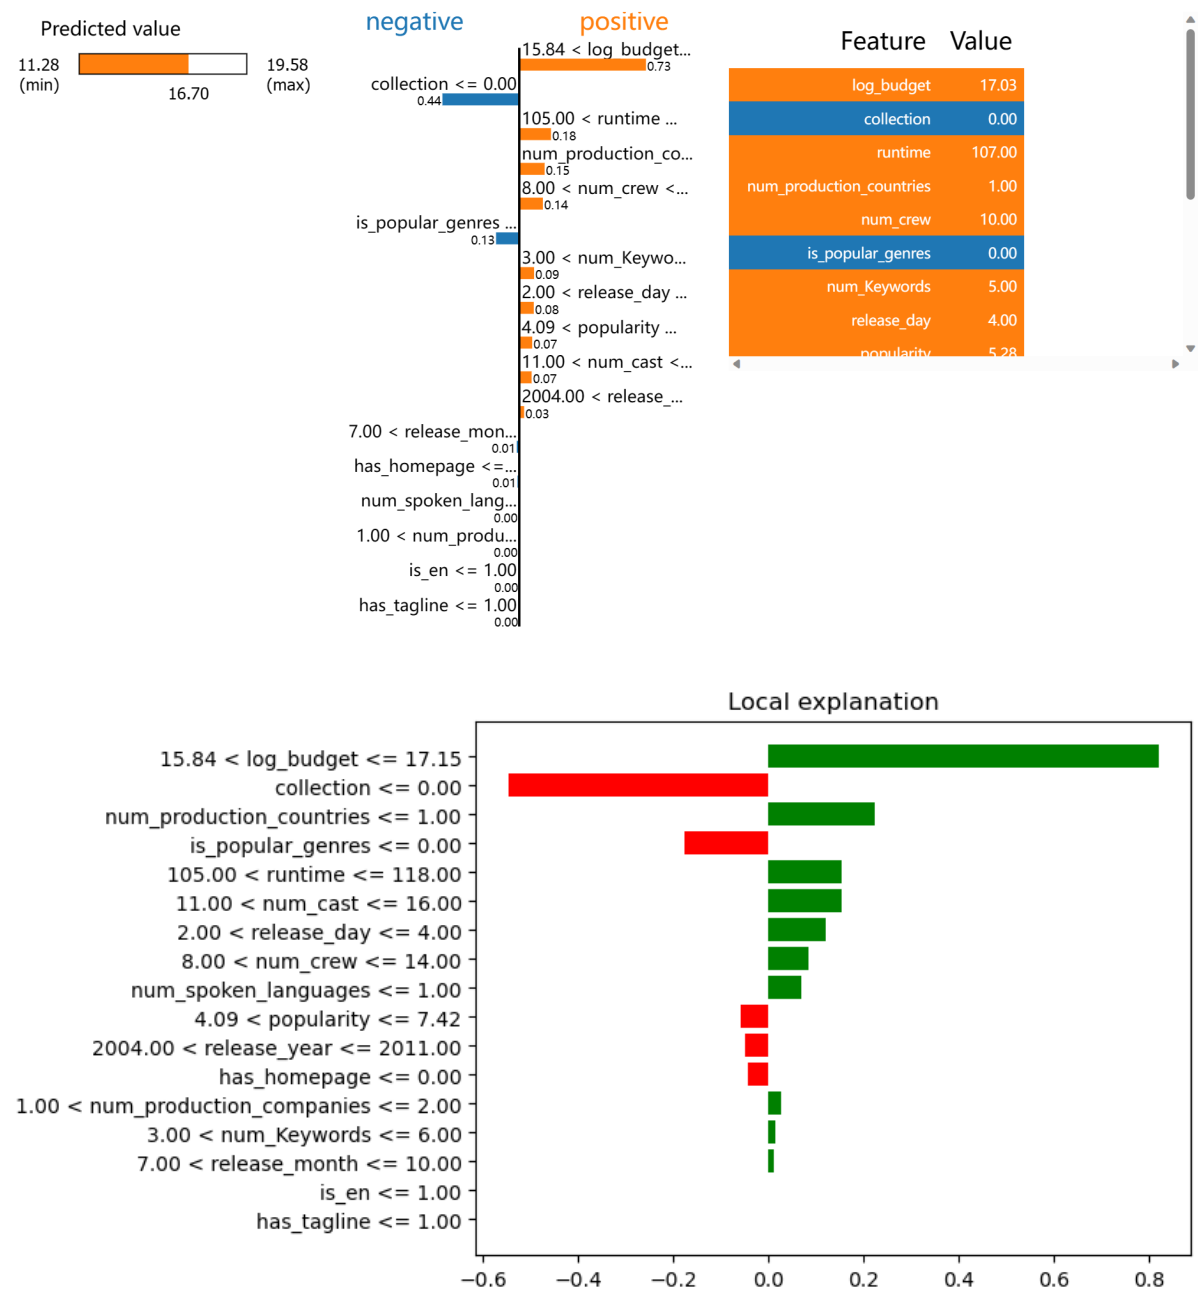 Predicted value
11.28
(min)
19.58
(max)
16.70
negative positive
15.84 < log_budget...
0.73
collection <= 0.00
0.44
105.00 < runtime ...
0.18
num_production_co...
0.15
8.00 < num_crew <...
0.14
is_popular_genres ...
0.13
3.00 < num_Keywo...
0.09
2.00 < release_day ...
0.08
4.09 < popularity ...
0.07
11.00 < num_cast <...
0.07
2004.00 < release_...
0.03
7.00 < release_mon...
0.01
has_homepage <=...
0.01
num_spoken_lang...
0.00
1.00 < num_produ...
0.00
is_en <= 1.00
0.00
has_tagline <= 1.00
0.00
Feature Value
log_budget 17.03
collection 0.00
runtime 107.00
num_production_countries 1.00
num_crew 10.00
is_popular_genres 0.00
num_Keywords 5.00
release_day 4.00
popularity 5.28
Local explanation
15.84 < log_budget <= 17.15
collection <= 0.00
num_production_countries <= 1.00
is_popular_genres <= 0.00
105.00 < runtime <= 118.00
11.00 < num_cast <= 16.00
2.00 < release_day <= 4.00
8.00 < num_crew <= 14.00
num_spoken_languages <= 1.00
4.09 < popularity <= 7.42
2004.00 < release_year <= 2011.00
has_homepage <= 0.00
1.00 < num_production_companies <= 2.00
3.00 < num_Keywords <= 6.00
7.00 < release_month <= 10.00
is_en <= 1.00
has_tagline <= 1.00
−0.6 −0.4 −0.2 0.0 0.2 0.4 0.6 0.8